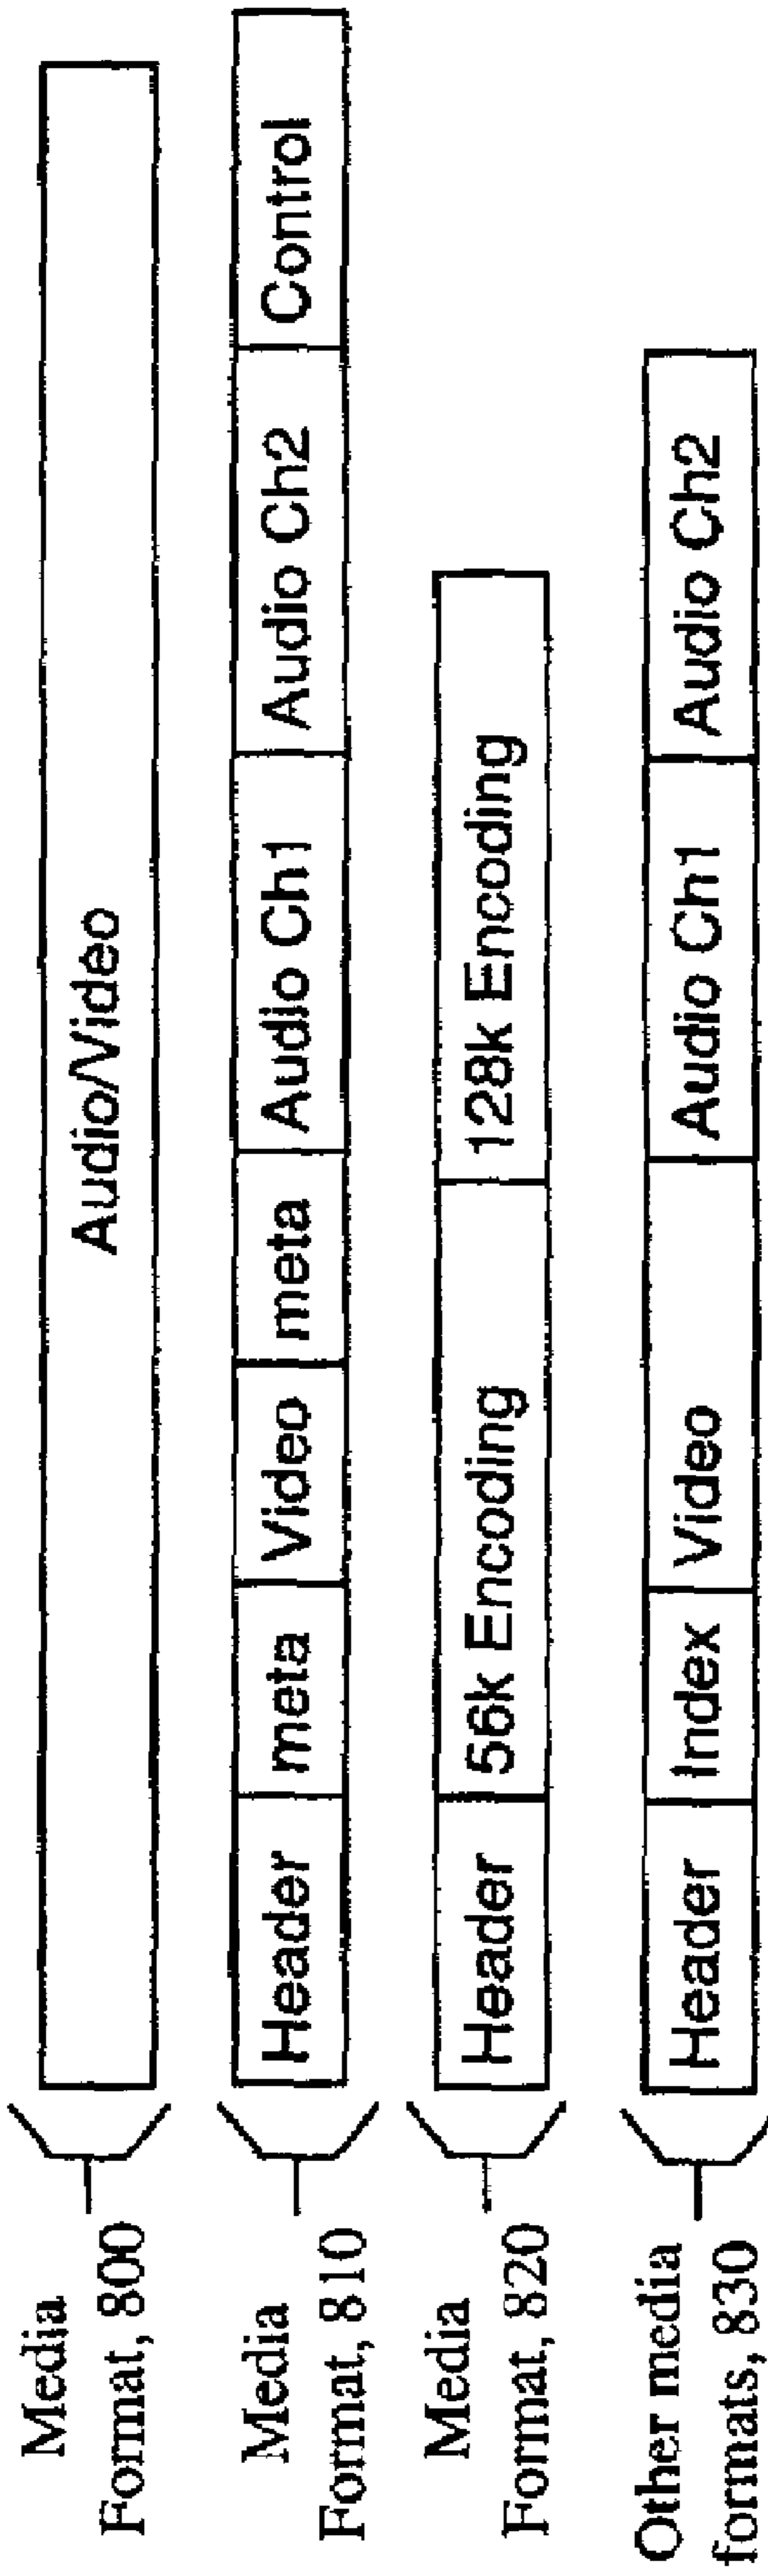 Media
Format, 800
Audio/Video
Media
Format, 810
Header
meta
Video
meta
Audio Ch1
Audio Ch2
Control
Media
Format, 820
Header
56k Encoding
128k Encoding
Other media
formats, 830
Header
Index
Video
Audio Ch1
Audio Ch2